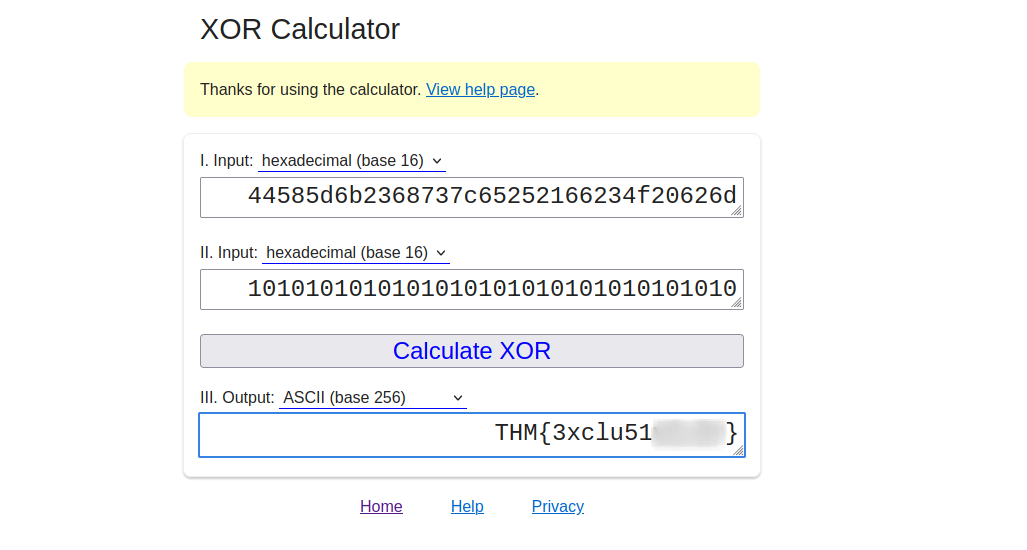 XOR Calculator
Thanks for using the calculator. View help page.
I. Input: hexadecimal (base 16)
44585d6b2368737c65252166234f20626d
II. Input: hexadecimal (base 16)
1010101010101010101010101010101010
Calculate XOR
III. Output: ASCII (base 256)
THM{3xclu51 }
Home Help Privacy